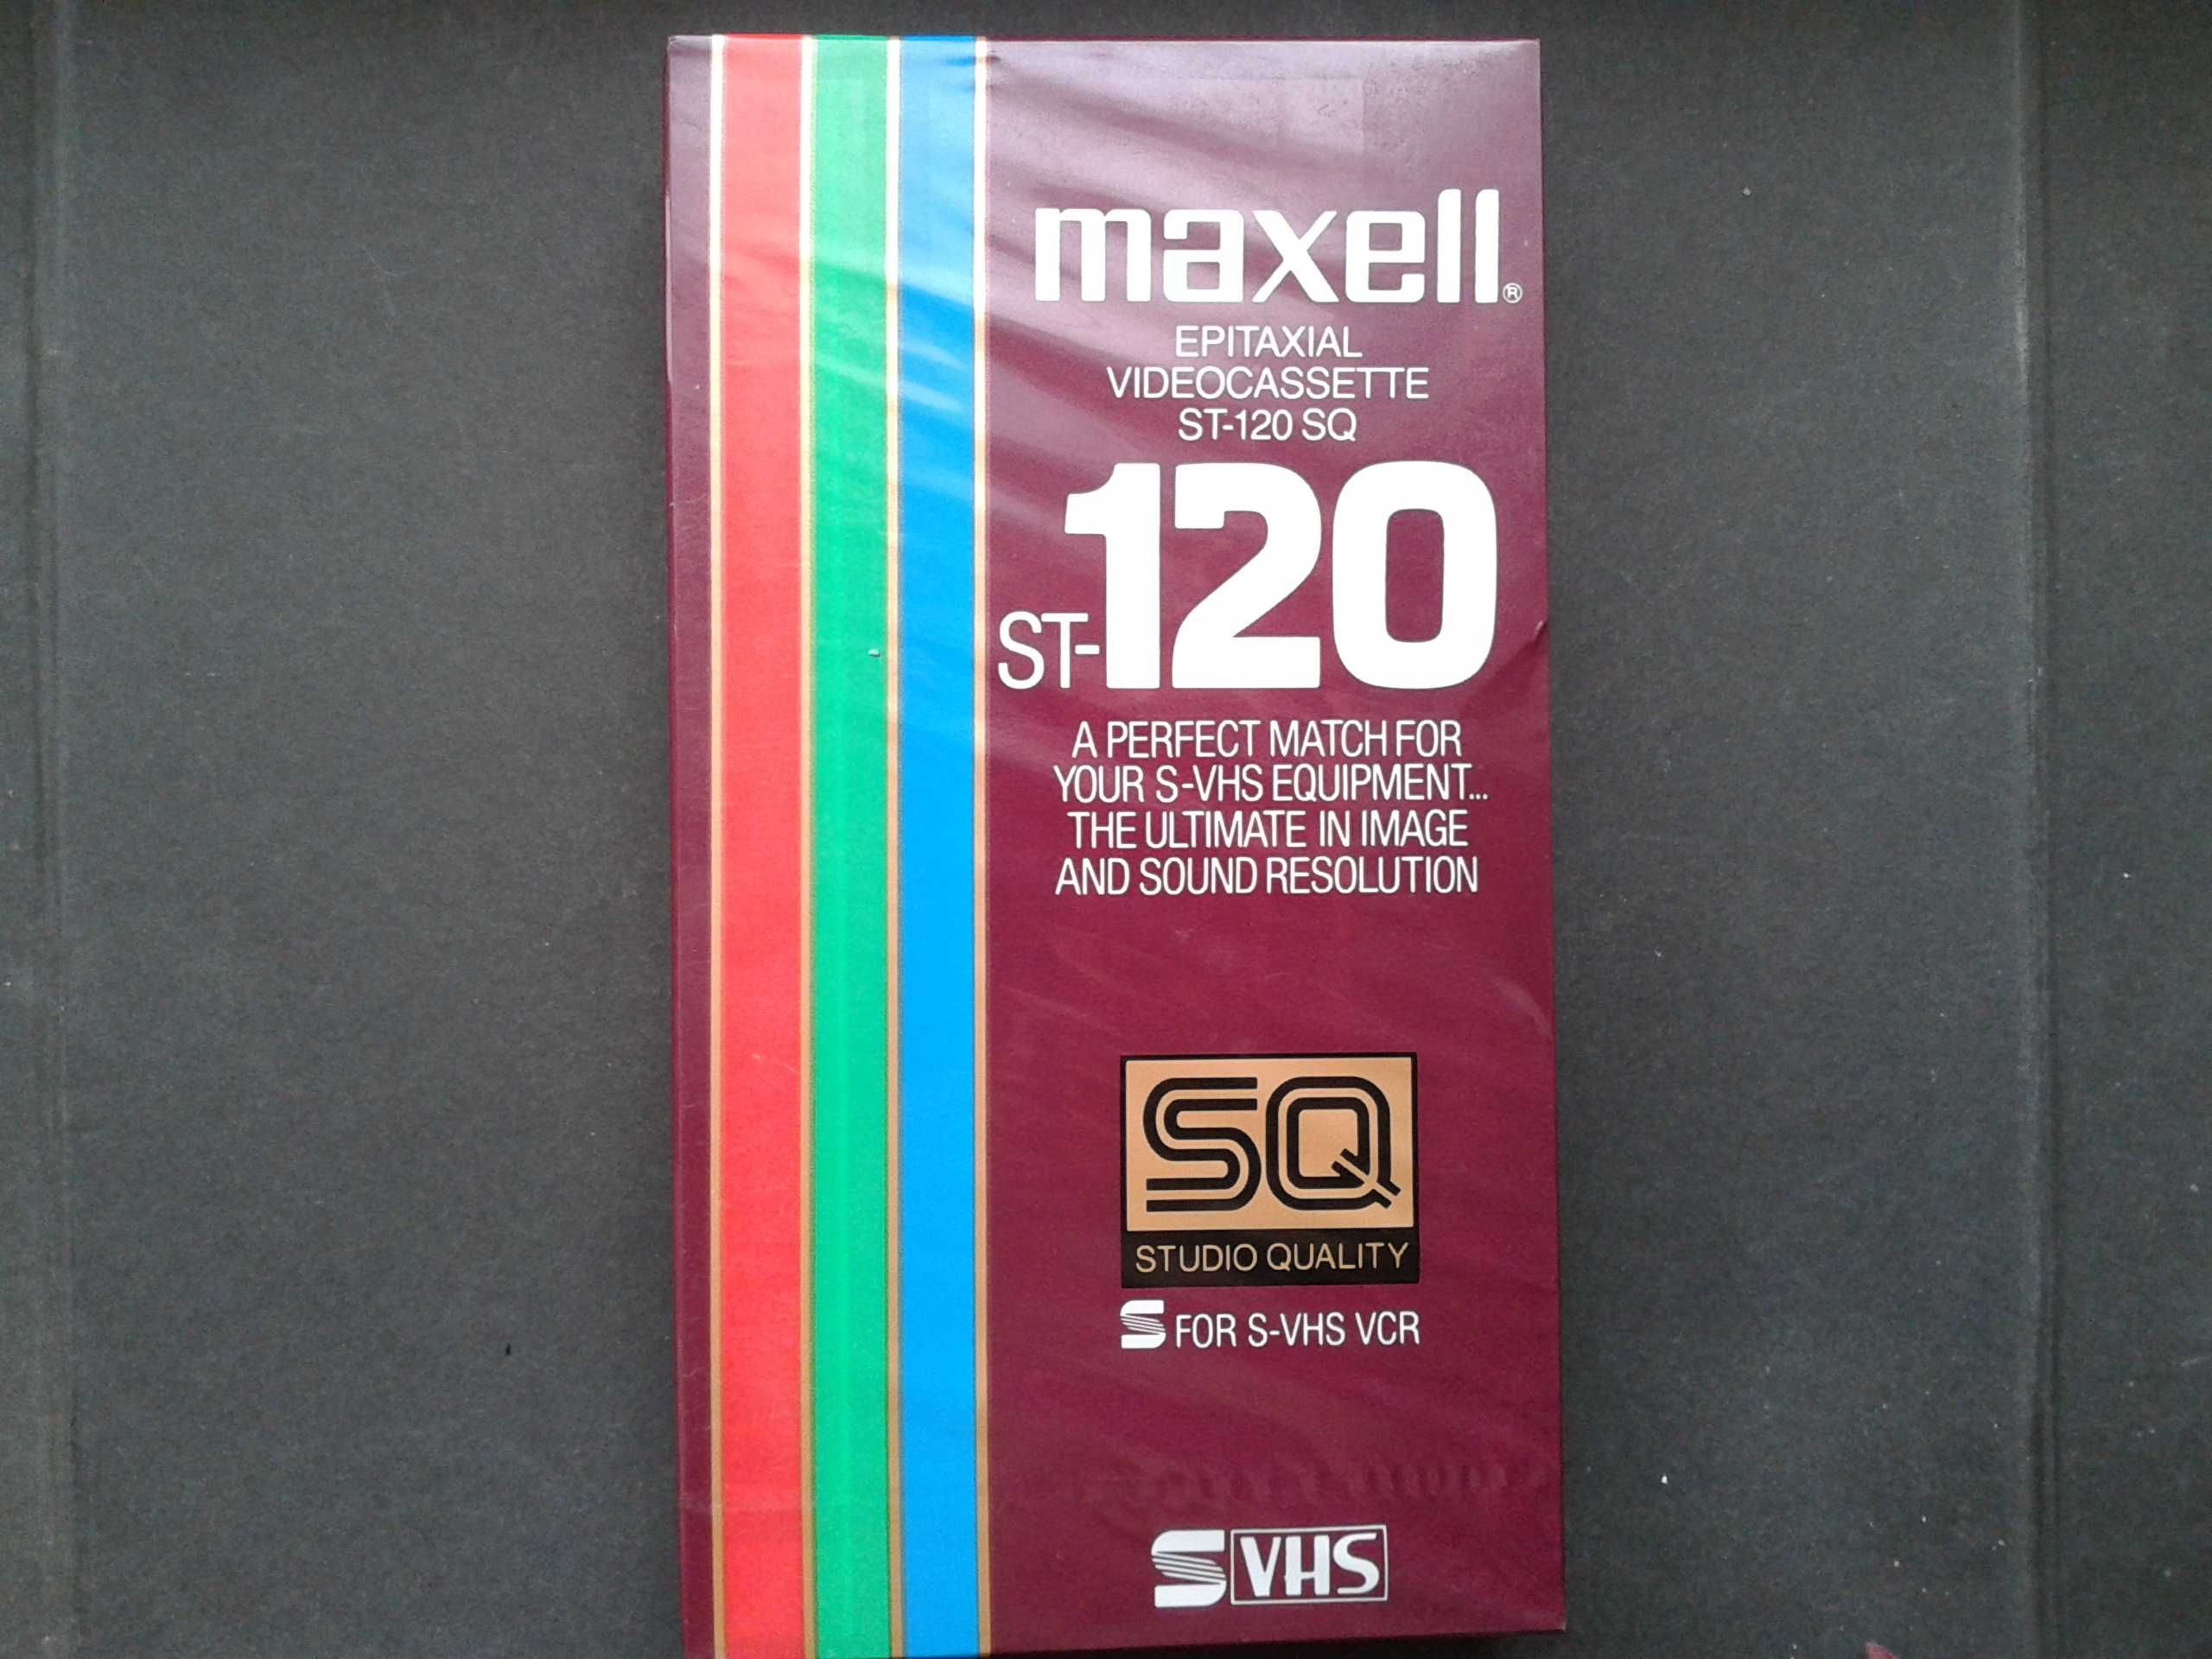 maxell®
EPITAXIAL
VIDEOCASSETTE
ST-120 SQ
ST-120
A PERFECT MATCH FOR
YOUR S-VHS EQUIPMENT...
THE ULTIMATE IN IMAGE
AND SOUND RESOLUTION
SQ
STUDIO QUALITY
S FOR S-VHS VCR
S VHS